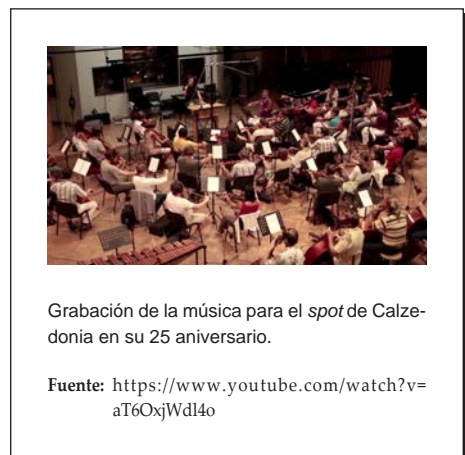 Grabación de la música para el spot de Calze-
donia en su 25 aniversario.
Fuente: https://www.youtube.com/watch?v=
aT6OxjWdl4o